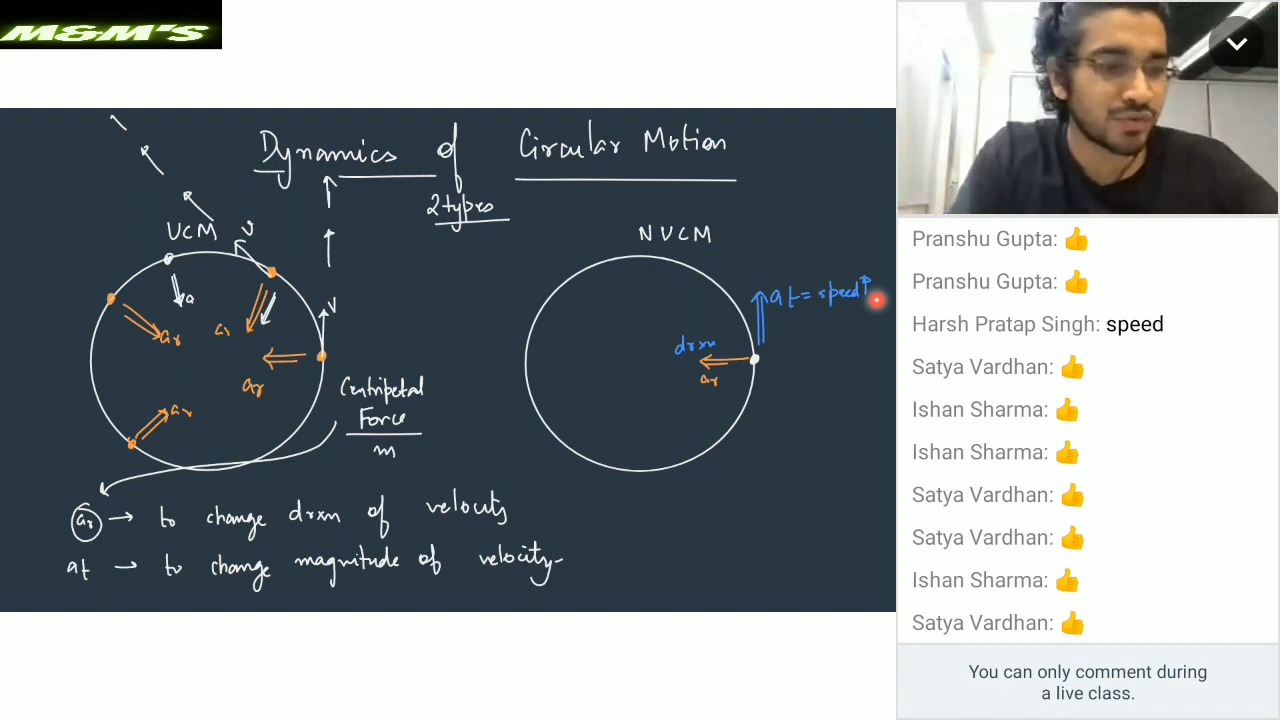 M&M'S
Dynamics of Circular Motion
2 types
UCM
NVCM
v
a
ar
ar
v
ar
ar
at = speed↑
drxn
ar
Centripetal
Force
m
ar → to change drxn of velocity
at → to change magnitude of velocity
Pranshu Gupta: 👍
Pranshu Gupta: 👍
Harsh Pratap Singh: speed
Satya Vardhan: 👍
Ishan Sharma: 👍
Ishan Sharma: 👍
Satya Vardhan: 👍
Satya Vardhan: 👍
Ishan Sharma: 👍
Satya Vardhan: 👍
You can only comment during
a live class.